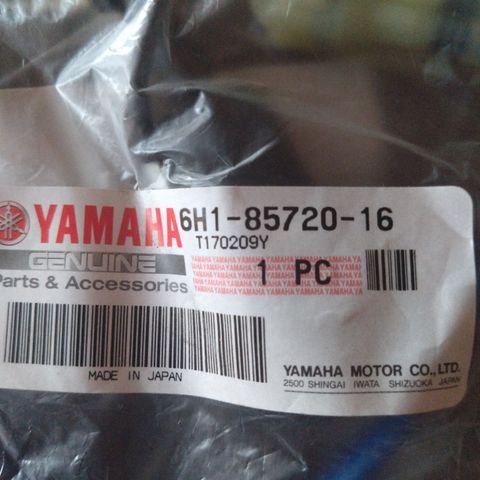 YAMAHA 6H1-85720-16
T170209Y
GENUINE
Parts & Accessories
1 PC
MADE IN JAPAN
YAMAHA MOTOR CO., LTD.
2500 SHINGAI IWATA SHIZUOKA JAPAN